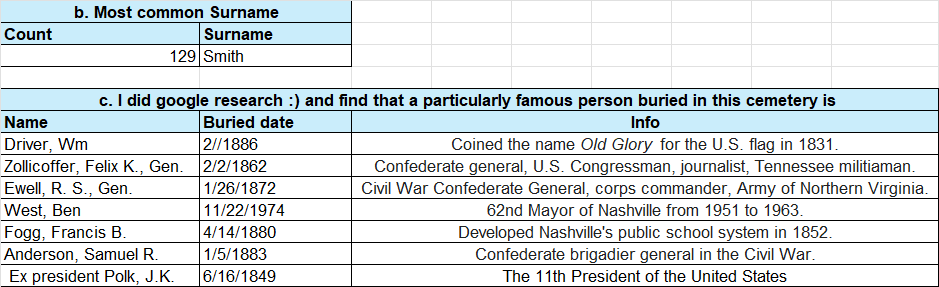 b. Most common Surname
Count Surname
129 Smith
c. I did google research :) and find that a particularly famous person buried in this cemetery is
Name Buried date Info
Driver, Wm 2//1886 Coined the name Old Glory for the U.S. flag in 1831.
Zollicoffer, Felix K., Gen. 2/2/1862 Confederate general, U.S. Congressman, journalist, Tennessee militiaman.
Ewell, R. S., Gen. 1/26/1872 Civil War Confederate General, corps commander, Army of Northern Virginia.
West, Ben 11/22/1974 62nd Mayor of Nashville from 1951 to 1963.
Fogg, Francis B. 4/14/1880 Developed Nashville's public school system in 1852.
Anderson, Samuel R. 1/5/1883 Confederate brigadier general in the Civil War.
Ex president Polk, J.K. 6/16/1849 The 11th President of the United States